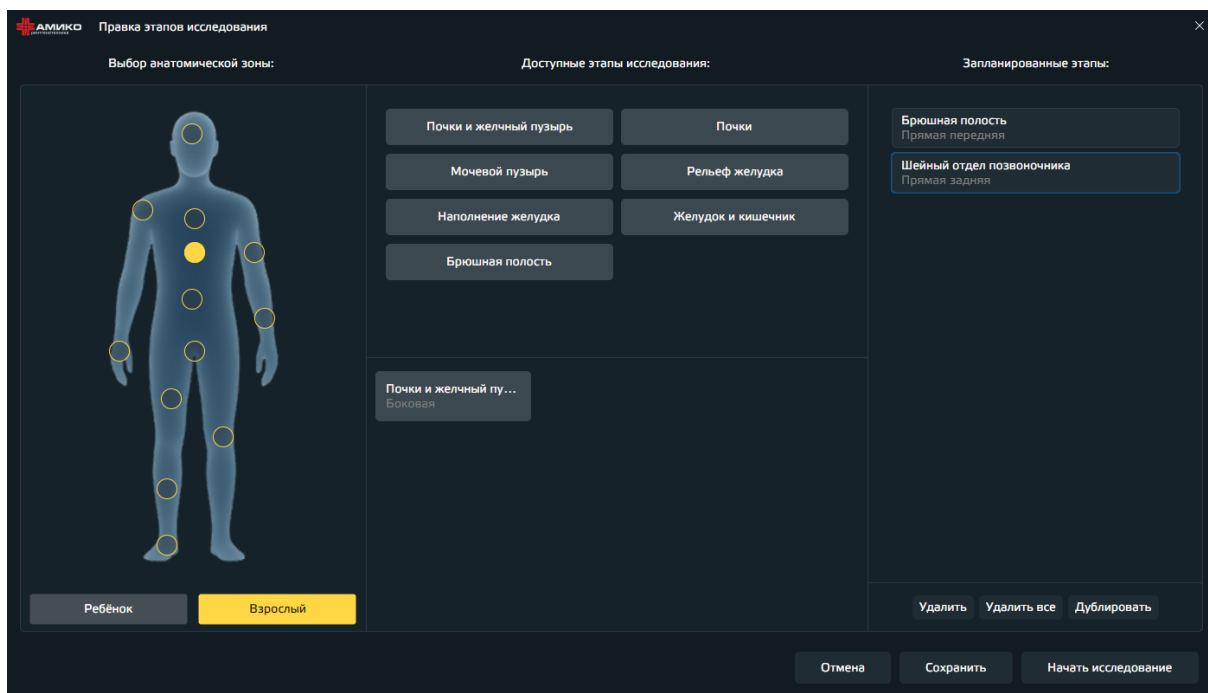 АМИКО Правка этапов исследования
рентгенотехника
Выбор анатомической зоны:
Доступные этапы исследования:
Запланированные этапы:
Почки и желчный пузырь
Почки
Мочевой пузырь
Рельеф желудка
Наполнение желудка
Желудок и кишечник
Брюшная полость
Почки и желчный пу...
Боковая
Брюшная полость
Прямая передняя
Шейный отдел позвоночника
Прямая задняя
Ребёнок
Взрослый
Удалить
Удалить все
Дублировать
Отмена
Сохранить
Начать исследование